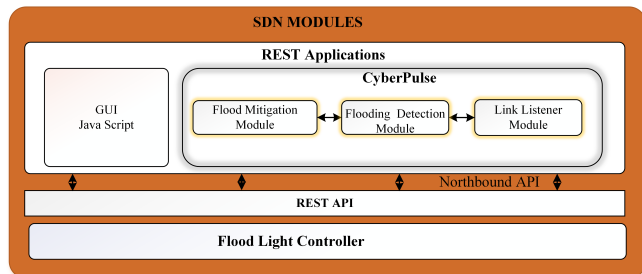 SDN MODULES
REST Applications
GUI
Java Script
CyberPulse
Flood Mitigation
Module
Flooding Detection
Module
Link Listener
Module
Northbound API
REST API
Flood Light Controller